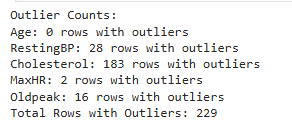 Outlier Counts:
Age: 0 rows with outliers
RestingBP: 28 rows with outliers
Cholesterol: 183 rows with outliers
MaxHR: 2 rows with outliers
Oldpeak: 16 rows with outliers
Total Rows with Outliers: 229